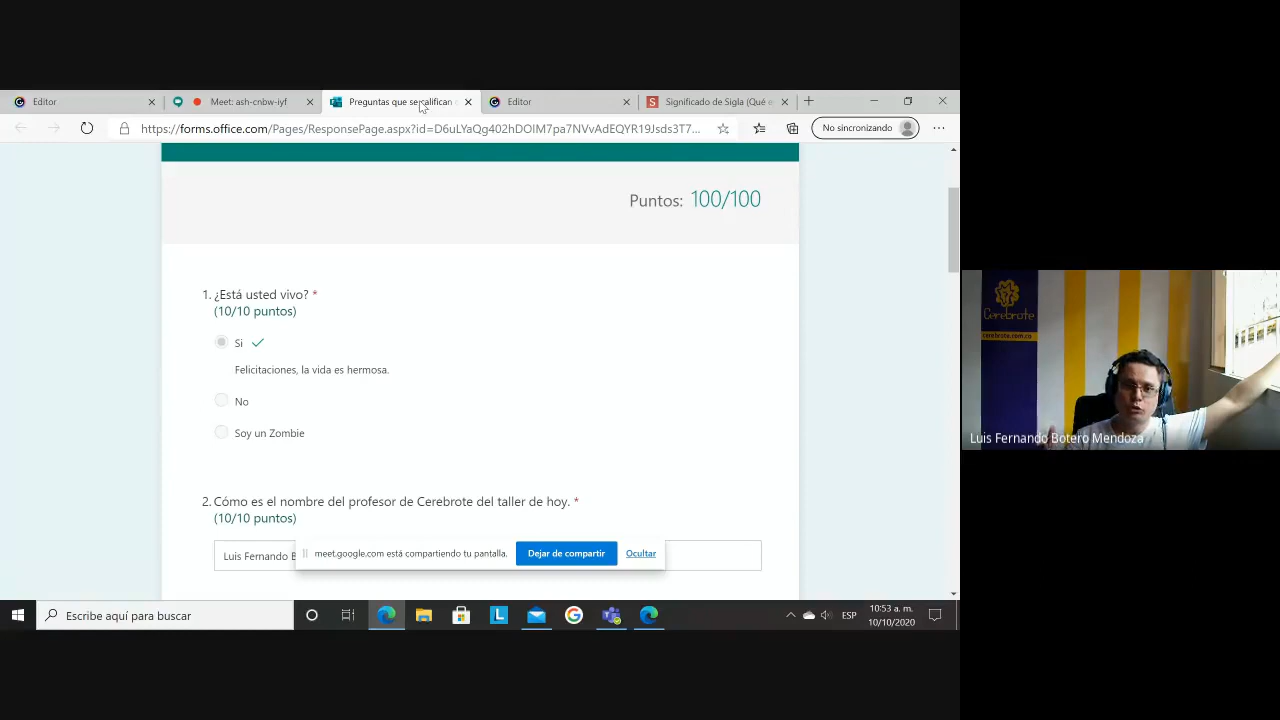 Editor
Meet: ash-cnbw-iyf
Preguntas que se califican
Editor
Significado de Sigla (Qué e
https://forms.office.com/Pages/ResponsePage.aspx?id=D6uLYaQg402hDOIM7pa7NVvAdEQYR19Jsds3T7...
No sincronizando
Puntos: 100/100
1. ¿Está usted vivo? *
(10/10 puntos)
Si
Felicitaciones, la vida es hermosa.
No
Soy un Zombie
2. Cómo es el nombre del profesor de Cerebrote del taller de hoy. *
(10/10 puntos)
Luis Fernando B
meet.google.com está compartiendo tu pantalla.
Dejar de compartir
Ocultar
Escribe aquí para buscar
ESP
10:53 a. m.
10/10/2020
Cerebrote
cerebrote.com.co
Luis Fernando Botero Mendoza